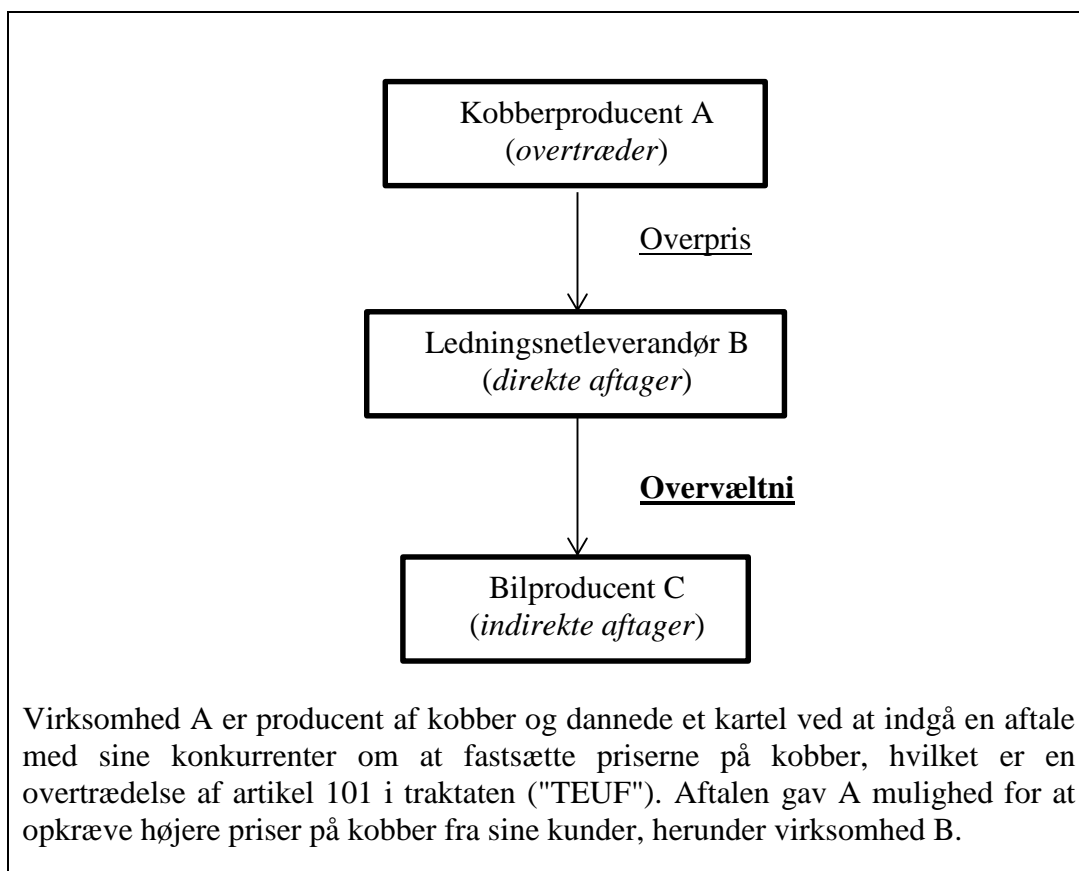 Kobberproducent A
(overtræder)
Overpris
Ledningsnetleverandør B
(direkte aftager)
Overvæltni
Bilproducent C
(indirekte aftager)
Virksomhed A er producent af kobber og dannede et kartel ved at indgå en aftale
med sine konkurrenter om at fastsætte priserne på kobber, hvilket er en
overtrædelse af artikel 101 i traktaten ("TEUF"). Aftalen gav A mulighed for at
opkræve højere priser på kobber fra sine kunder, herunder virksomhed B.